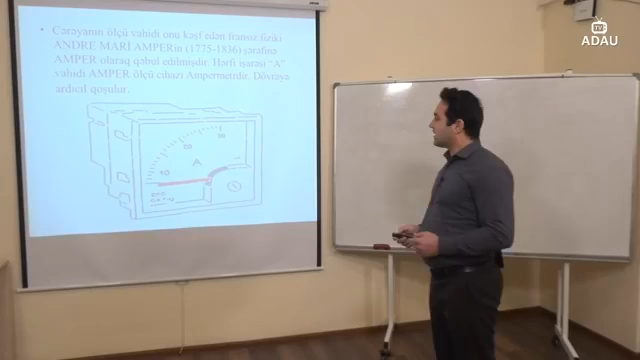 Cərəyanın ölçü vahidi onu kəşf edən fransız fiziki
ANDRE MARİ AMPERin (1775-1836) şərəfinə
AMPER olaraq qəbul edilmişdir. Hərfi işarəsi “A”
vahidi AMPER ölçü cihazı Ampermetrdir. Dövrəyə
ardıcıl qoşulur.
A
TV
ADAU